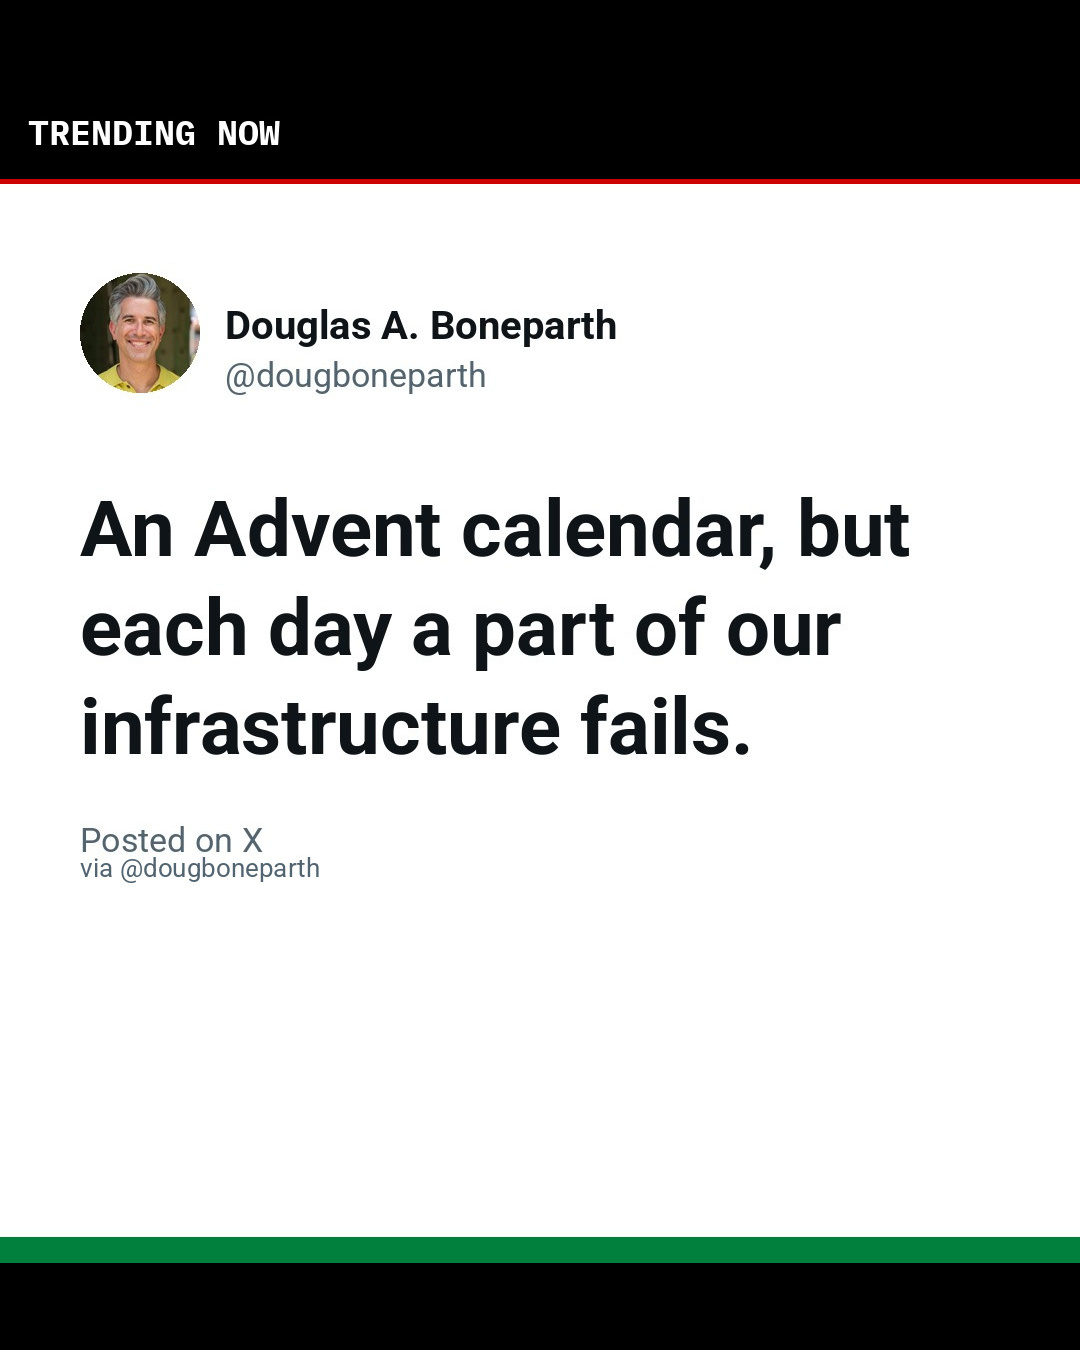 TRENDING NOW
Douglas A. Boneparth
@dougboneparth
An Advent calendar, but
each day a part of our
infrastructure fails.
Posted on X
via @dougboneparth